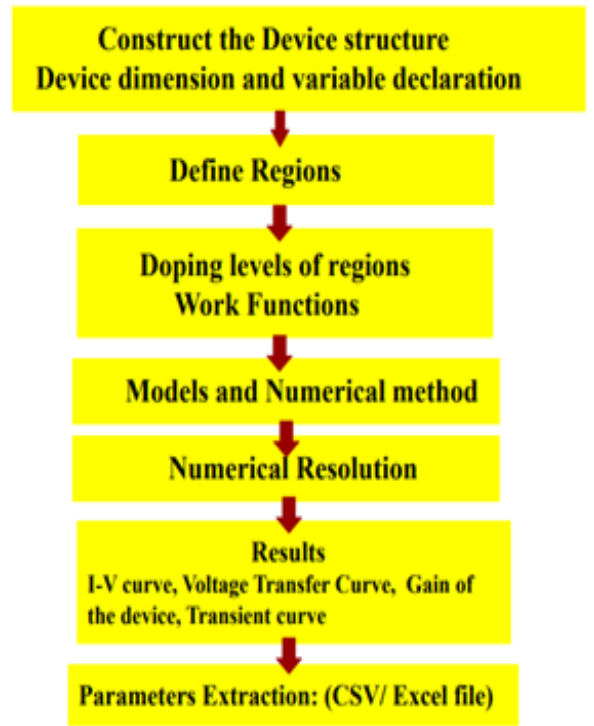 Construct the Device structure
Device dimension and variable declaration
Define Regions
Doping levels of regions
Work Functions
Models and Numerical method
Numerical Resolution
Results
I-V curve, Voltage Transfer Curve, Gain of
the device, Transient curve
Parameters Extraction: (CSV/ Excel file)